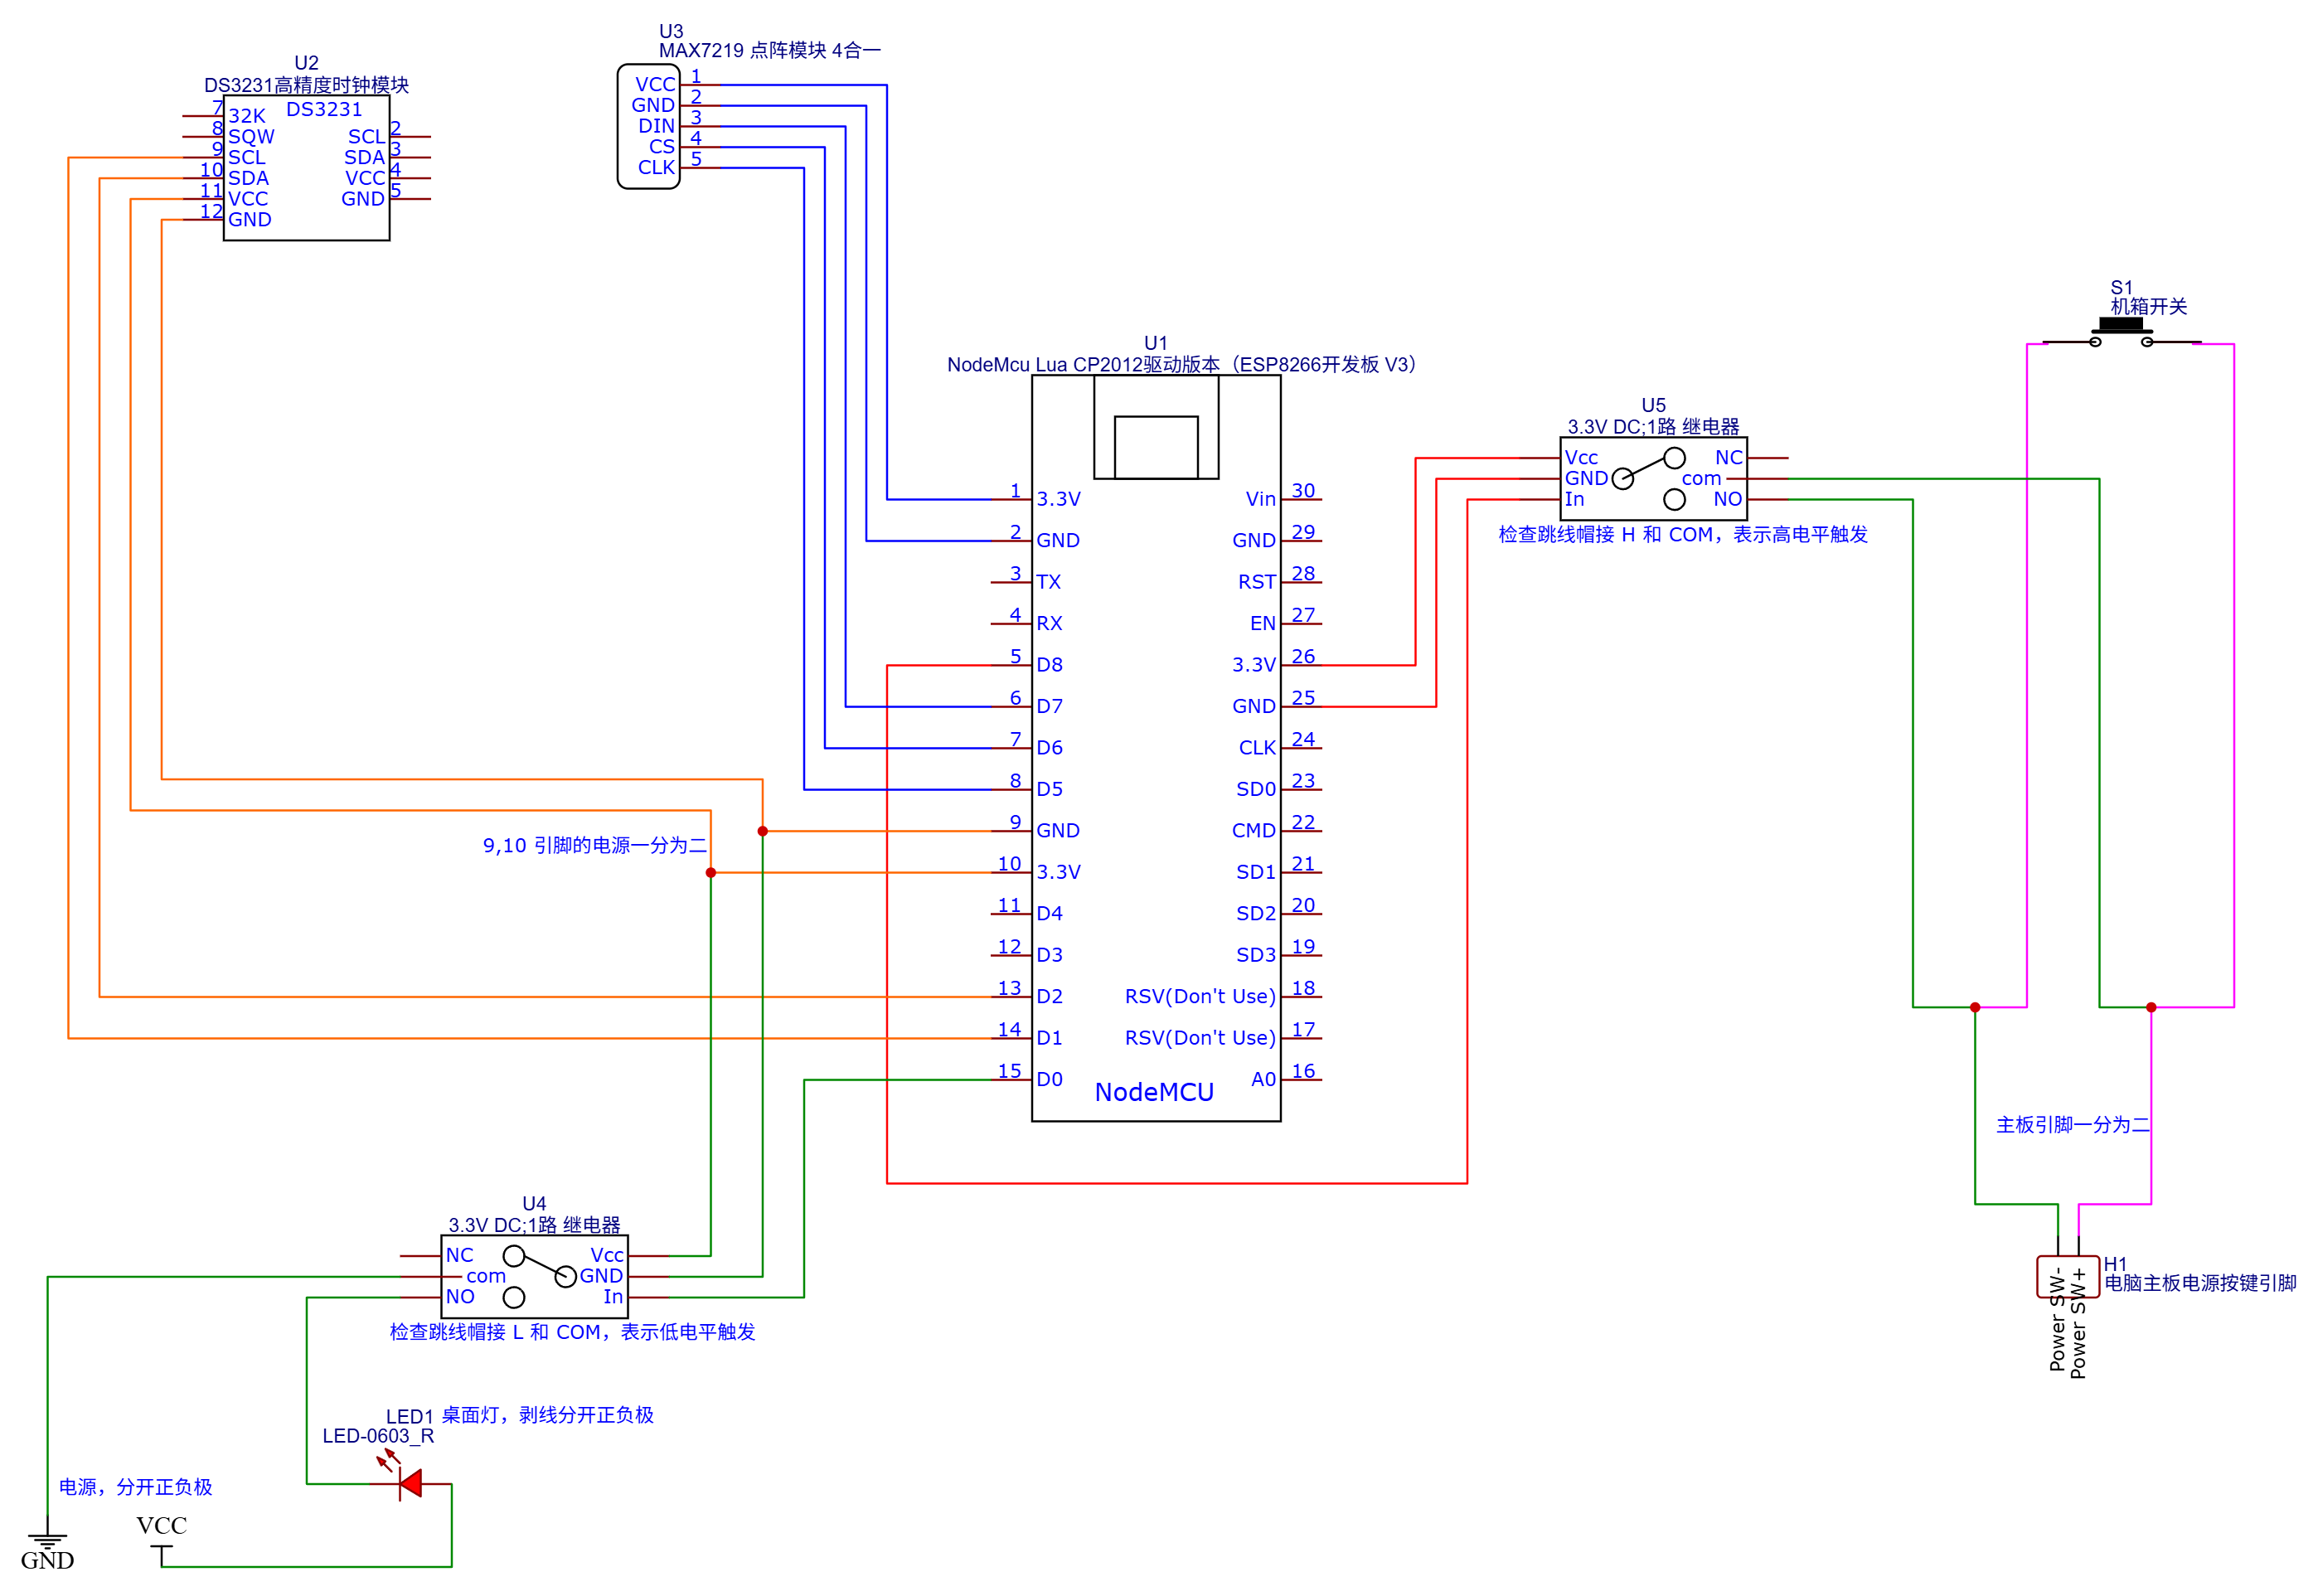 U2
DS3231高精度时钟模块
DS3231
7 32K
8 SQW
9 SCL
10 SDA
11 VCC
12 GND
SCL 2
SDA 3
VCC 4
GND 5
U3
MAX7219 点阵模块 4合一
VCC 1
GND 2
DIN 3
CS 4
CLK 5
U1
NodeMcu Lua CP2012驱动版本（ESP8266开发板 V3）
1 3.3V
2 GND
3 TX
4 RX
5 D8
6 D7
7 D6
8 D5
9 GND
10 3.3V
11 D4
12 D3
13 D2
14 D1
15 D0
Vin 30
GND 29
RST 28
EN 27
3.3V 26
GND 25
CLK 24
SD0 23
CMD 22
SD1 21
SD2 20
SD3 19
RSV(Don't Use) 18
RSV(Don't Use) 17
A0 16
NodeMCU
9,10 引脚的电源一分为二
U5
3.3V DC;1路 继电器
Vcc
GND
In
NC
com
NO
检查跳线帽接 H 和 COM，表示高电平触发
S1
机箱开关
主板引脚一分为二
H1
电脑主板电源按键引脚
Power SW-
Power SW+
U4
3.3V DC;1路 继电器
NC
com
NO
Vcc
GND
In
检查跳线帽接 L 和 COM，表示低电平触发
LED1 桌面灯，剥线分开正负极
LED-0603_R
电源，分开正负极
VCC
GND